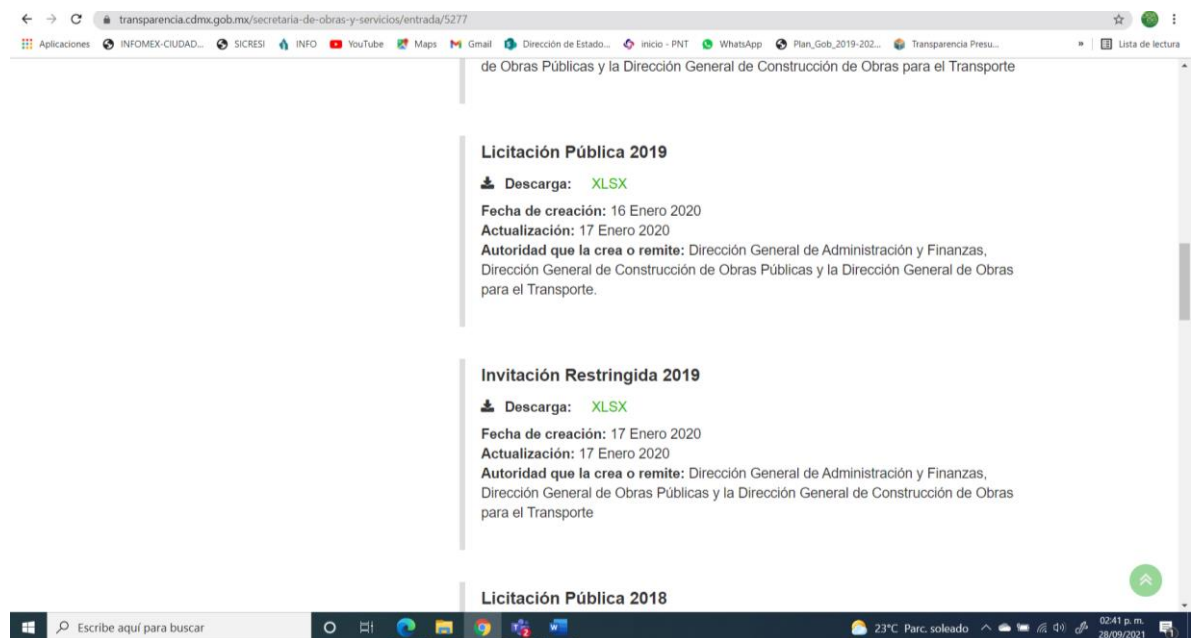 transparencia.cdmx.gob.mx/secretaria-de-obras-y-servicios/entrada/5277
Aplicaciones INFOMEX-CIUDAD... SICRESI INFO YouTube Maps Gmail Dirección de Estado... inicio - PNT WhatsApp Plan_Gob_2019-202... Transparencia Presu... » Lista de lectura
de Obras Públicas y la Dirección General de Construcción de Obras para el Transporte
Licitación Pública 2019
Descarga: XLSX
Fecha de creación: 16 Enero 2020
Actualización: 17 Enero 2020
Autoridad que la crea o remite: Dirección General de Administración y Finanzas,
Dirección General de Construcción de Obras Públicas y la Dirección General de Obras
para el Transporte.
Invitación Restringida 2019
Descarga: XLSX
Fecha de creación: 17 Enero 2020
Actualización: 17 Enero 2020
Autoridad que la crea o remite: Dirección General de Administración y Finanzas,
Dirección General de Obras Públicas y la Dirección General de Construcción de Obras
para el Transporte
Licitación Pública 2018
Escribe aquí para buscar 23°C Parc. soleado 02:41 p. m.
28/09/2021